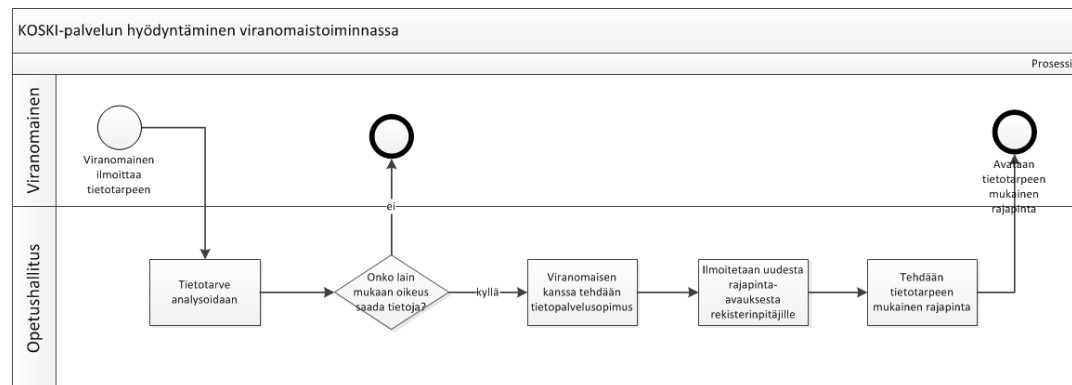 KOSKI-palvelun hyödyntäminen viranomaistoiminnassa
Prosessi
Viranomainen
Viranomainen
ilmoittaa
tietotarpeen
Avataan
tietotarpeen
mukainen
rajapinta
ei
Opetushallitus
Tietotarve
analysoidaan
Onko lain
mukaan oikeus
saada tietoja?
kyllä
Viranomaisen
kanssa tehdään
tietopalvelusopimus
Ilmoitetaan uudesta
rajapinta-
avauksesta
rekisterinpitäjille
Tehdään
tietotarpeen
mukainen rajapinta